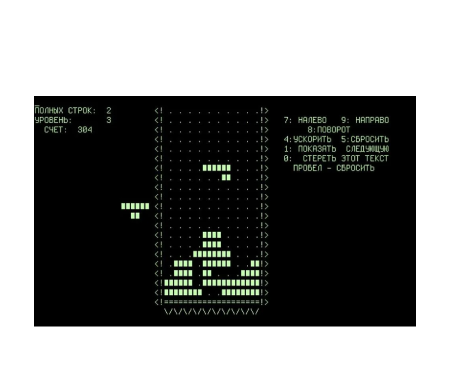 ПОЛНЫХ СТРОК: 2
УРОВЕНЬ: 3
СЧЕТ: 304
7: НАЛЕВО 9: НАПРАВО
8:ПОВОРОТ
4:УСКОРИТЬ 5:СБРОСИТЬ
1: ПОКАЗАТЬ СЛЕДУЮЩУЮ
0: СТЕРЕТЬ ЭТОТ ТЕКСТ
ПРОБЕЛ - СБРОСИТЬ